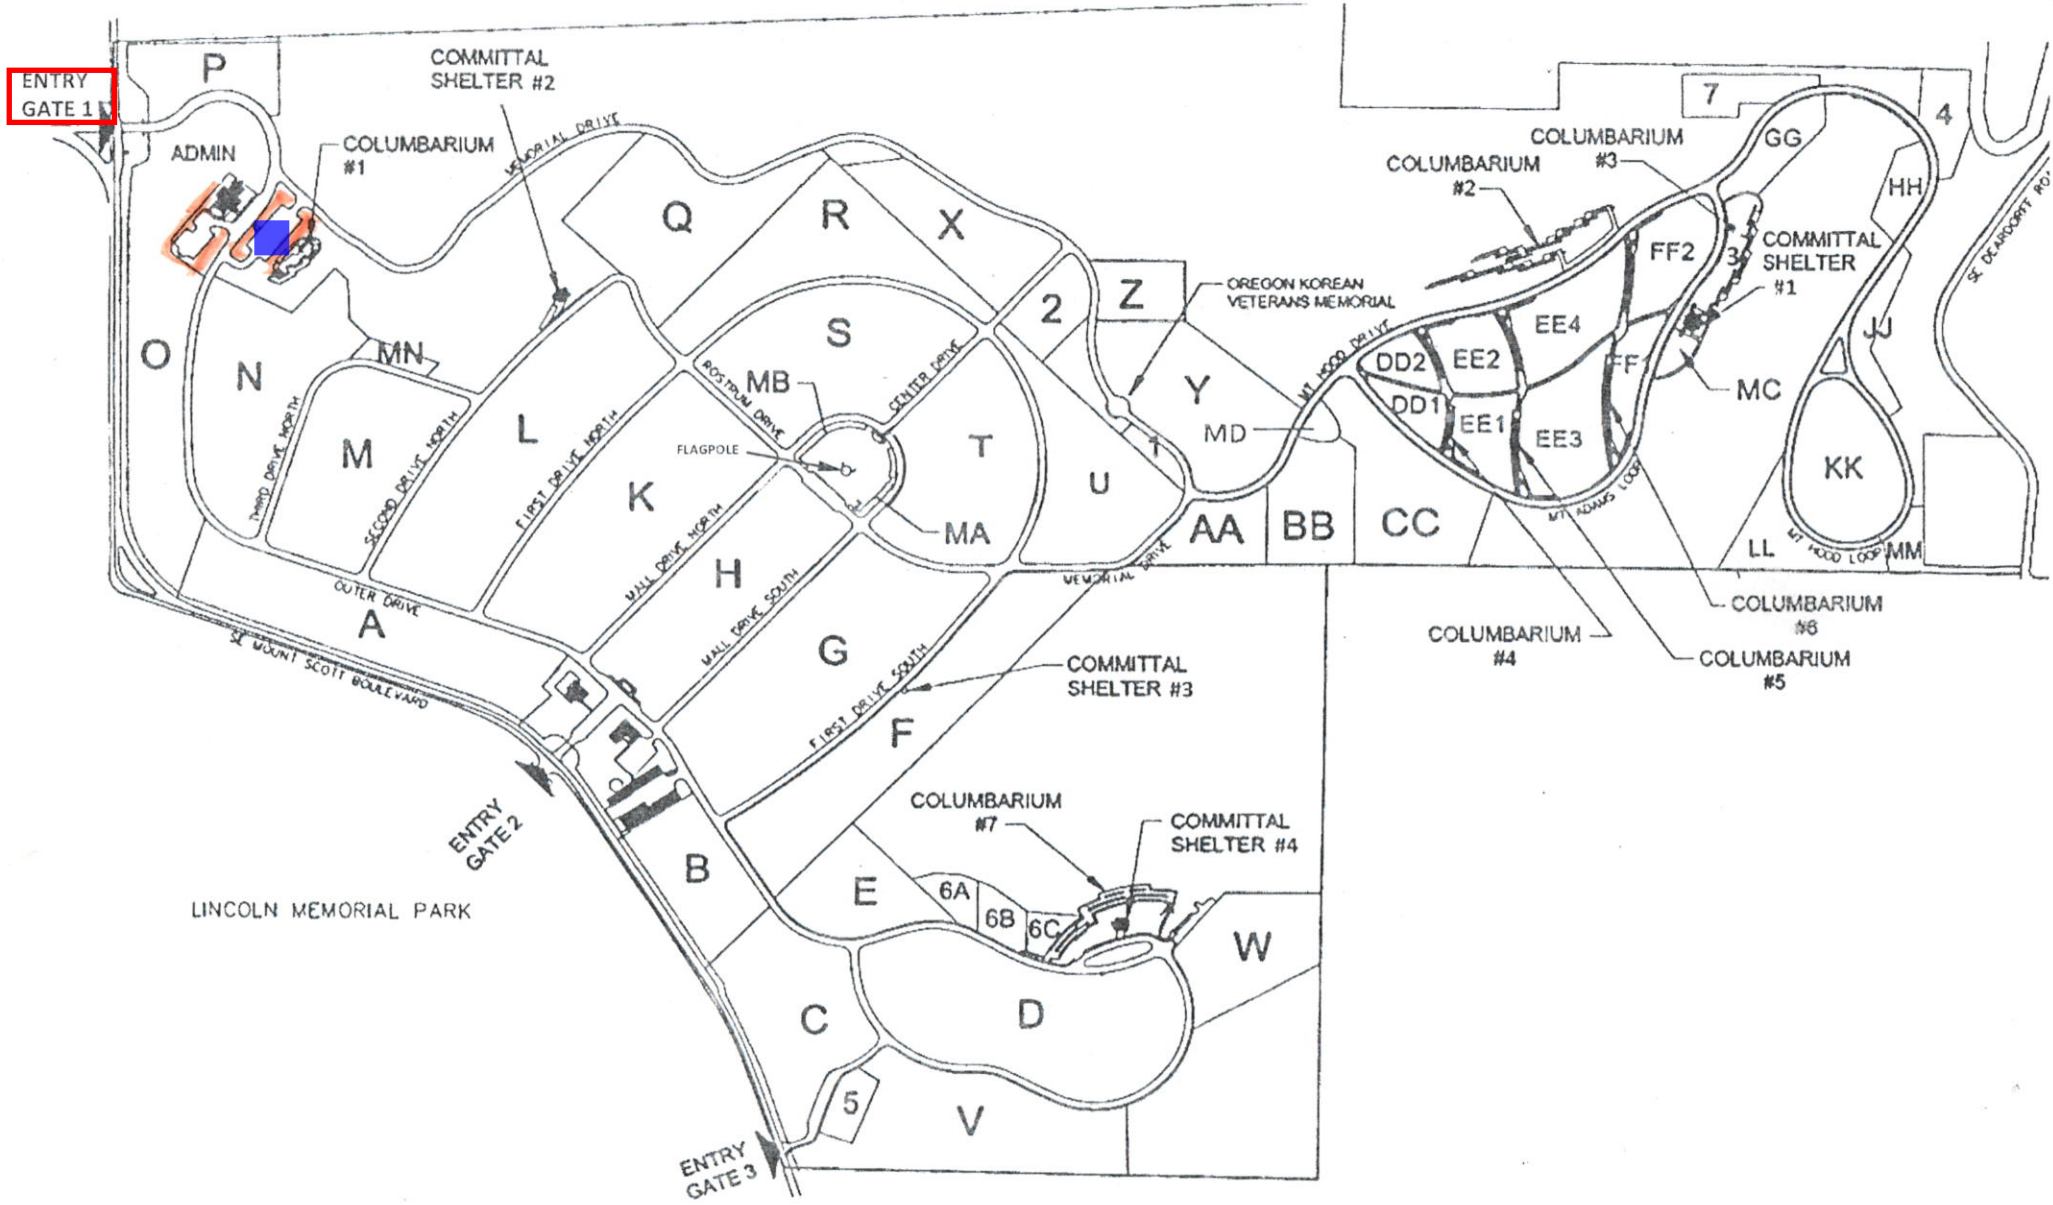 P
ENTRY
GATE 1
ADMIN
COMMITTAL
SHELTER #2
COLUMBARIUM
#1
MEMORIAL DRIVE
Q
R
X
2
Z
OREGON KOREAN
VETERANS MEMORIAL
COLUMBARIUM
#2
COLUMBARIUM
#3
7
GG
4
HH
SE DEARDORFF
FF2
3
COMMITTAL
SHELTER
#1
O
N
MN
M
L
K
S
MB
ROSTRUM DRIVE
CENTER DRIVE
FLAGPOLE
T
U
1
Y
MD
MT HOOD DRIVE
DD2
DD1
EE2
EE1
EE4
EE3
FF1
MC
JJ
KK
THIRD DRIVE NORTH
SECOND DRIVE NORTH
FIRST DRIVE NORTH
MALL DRIVE NORTH
MA
H
MALL DRIVE SOUTH
AA
BB
CC
MT ADAMS LOOP
LL
MT HOOD LOOP
MM
MEMORIAL DRIVE
OUTER DRIVE
A
SE MOUNT SCOTT BOULEVARD
G
FIRST DRIVE SOUTH
COMMITTAL
SHELTER #3
F
COLUMBARIUM
#4
COLUMBARIUM
#6
COLUMBARIUM
#5
ENTRY
GATE 2
LINCOLN MEMORIAL PARK
B
E
6A
6B
6C
COLUMBARIUM
#7
COMMITTAL
SHELTER #4
W
C
D
5
V
ENTRY
GATE 3